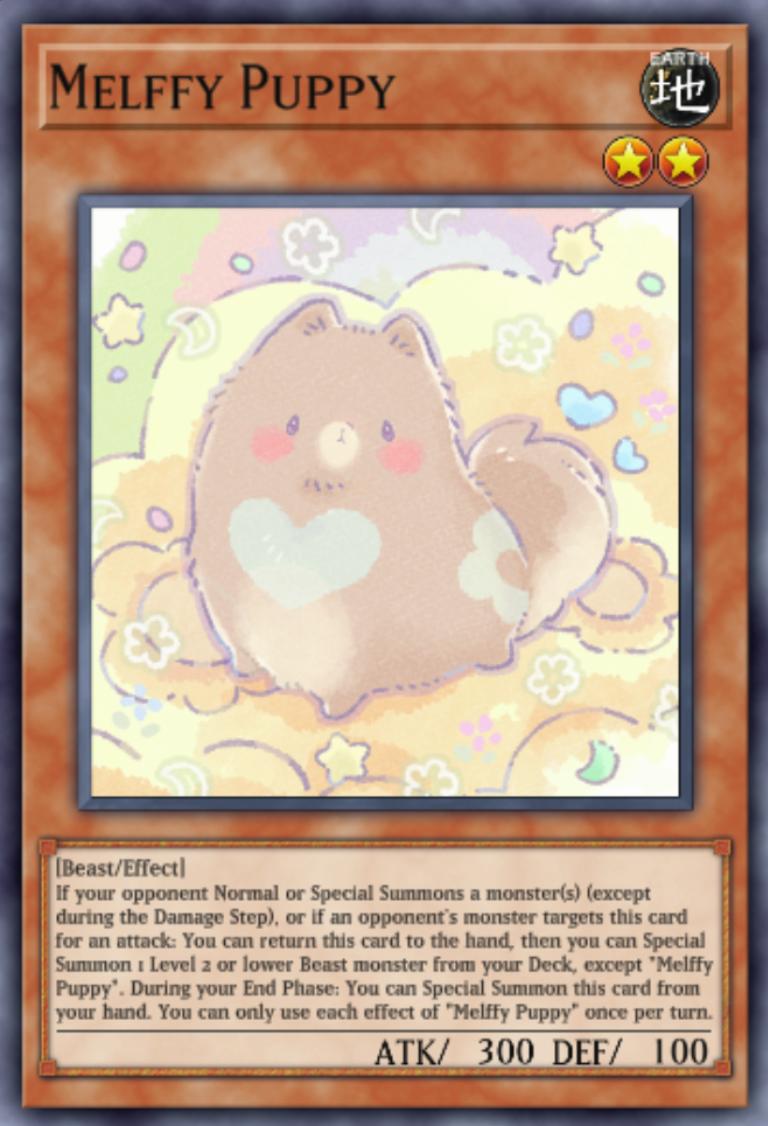 MELFFY PUPPY
EARTH
地
[Beast/Effect]
If your opponent Normal or Special Summons a monster(s) (except
during the Damage Step), or if an opponent's monster targets this card
for an attack: You can return this card to the hand, then you can Special
Summon 1 Level 2 or lower Beast monster from your Deck, except "Melffy
Puppy". During your End Phase: You can Special Summon this card from
your hand. You can only use each effect of "Melffy Puppy" once per turn.
ATK/ 300 DEF/ 100